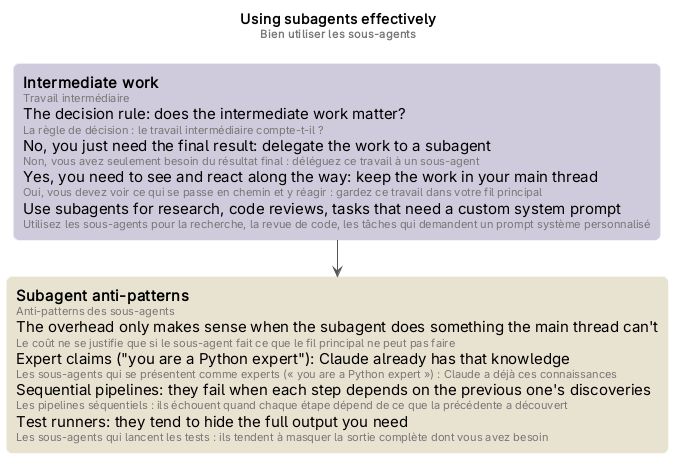 Using subagents effectively
Bien utiliser les sous-agents
Intermediate work
Travail intermédiaire
The decision rule: does the intermediate work matter?
La règle de décision : le travail intermédiaire compte-t-il ?
No, you just need the final result: delegate the work to a subagent
Non, vous avez seulement besoin du résultat final : déléguez ce travail à un sous-agent
Yes, you need to see and react along the way: keep the work in your main thread
Oui, vous devez voir ce qui se passe en chemin et y réagir : gardez ce travail dans votre fil principal
Use subagents for research, code reviews, tasks that need a custom system prompt
Utilisez les sous-agents pour la recherche, la revue de code, les tâches qui demandent un prompt système personnalisé
Subagent anti-patterns
Anti-patterns des sous-agents
The overhead only makes sense when the subagent does something the main thread can't
Le coût ne se justifie que si le sous-agent fait ce que le fil principal ne peut pas faire
Expert claims ("you are a Python expert"): Claude already has that knowledge
Les sous-agents qui se présentent comme experts (« you are a Python expert ») : Claude a déjà ces connaissances
Sequential pipelines: they fail when each step depends on the previous one's discoveries
Les pipelines séquentiels : ils échouent quand chaque étape dépend de ce que la précédente a découvert
Test runners: they tend to hide the full output you need
Les sous-agents qui lancent les tests : ils tendent à masquer la sortie complète dont vous avez besoin